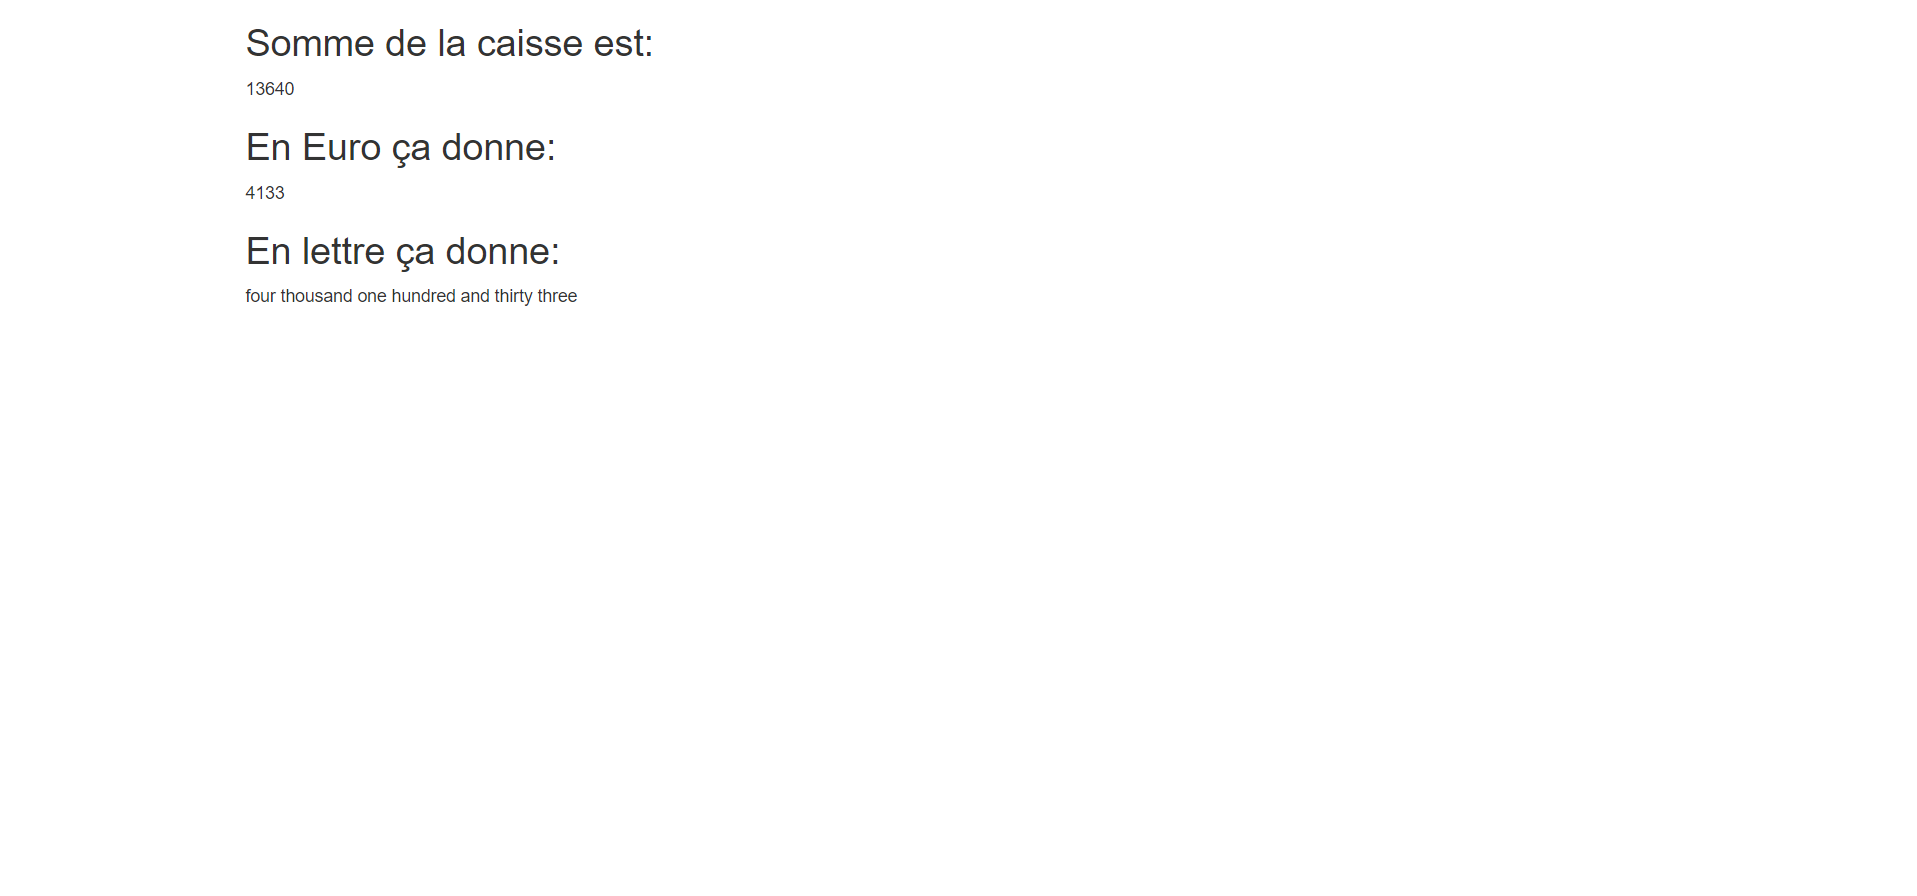 Somme de la caisse est:
13640
En Euro ça donne:
4133
En lettre ça donne:
four thousand one hundred and thirty three